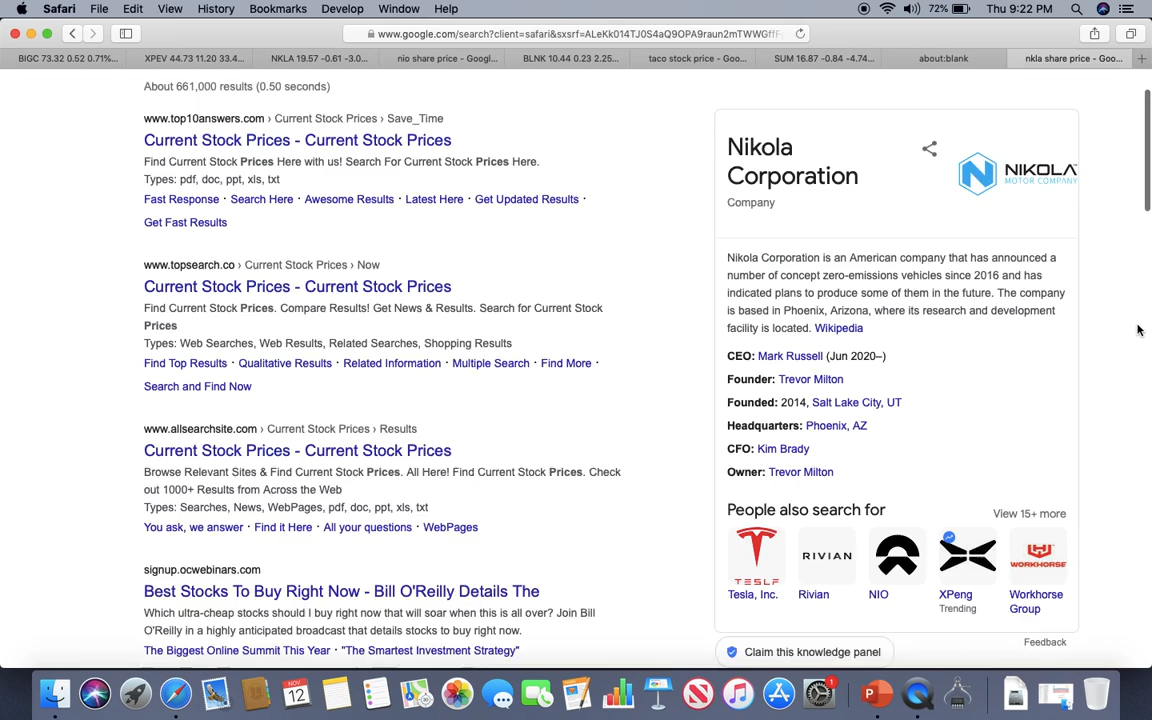 Safari File Edit View History Bookmarks Develop Window Help 72% Thu 9:22 PM
www.google.com/search?client=safari&sxsrf=ALeKk014TJ0S4aQ9OPA9raun2mTWWGfF
BIGC 73.32 0.52 0.71%... XPEV 44.73 11.20 33.4... NKLA 19.57 -0.61 -3.0... nio share price - Googl... BLNK 10.44 0.23 2.25... taco stock price - Goo... SUM 16.87 -0.84 -4.74... about:blank nkla share price - Goo...
About 661,000 results (0.50 seconds)
www.top10answers.com › Current Stock Prices › Save_Time
Current Stock Prices - Current Stock Prices
Find Current Stock Prices Here with us! Search For Current Stock Prices Here.
Types: pdf, doc, ppt, xls, txt
Fast Response · Search Here · Awesome Results · Latest Here · Get Updated Results ·
Get Fast Results
www.topsearch.co › Current Stock Prices › Now
Current Stock Prices - Current Stock Prices
Find Current Stock Prices. Compare Results! Get News & Results. Search for Current Stock
Prices
Types: Web Searches, Web Results, Related Searches, Shopping Results
Find Top Results · Qualitative Results · Related Information · Multiple Search · Find More ·
Search and Find Now
www.allsearchsite.com › Current Stock Prices › Results
Current Stock Prices - Current Stock Prices
Browse Relevant Sites & Find Current Stock Prices. All Here! Find Current Stock Prices. Check
out 1000+ Results from Across the Web
Types: Searches, News, WebPages, pdf, doc, ppt, xls, txt
You ask, we answer · Find it Here · All your questions · WebPages
signup.ocwebinars.com
Best Stocks To Buy Right Now - Bill O'Reilly Details The
Which ultra-cheap stocks should I buy right now that will soar when this is all over? Join Bill
O'Reilly in a highly anticipated broadcast that details stocks to buy right now.
The Biggest Online Summit This Year · "The Smartest Investment Strategy"
Nikola
Corporation
Company
NIKOLA
MOTOR COMPANY
Nikola Corporation is an American company that has announced a
number of concept zero-emissions vehicles since 2016 and has
indicated plans to produce some of them in the future. The company
is based in Phoenix, Arizona, where its research and development
facility is located. Wikipedia
CEO: Mark Russell (Jun 2020–)
Founder: Trevor Milton
Founded: 2014, Salt Lake City, UT
Headquarters: Phoenix, AZ
CFO: Kim Brady
Owner: Trevor Milton
People also search for View 15+ more
TESLA RIVIAN WORKHORSE
Tesla, Inc. Rivian NIO XPeng Workhorse
Trending Group
Feedback
Claim this knowledge panel
NOV
12
1